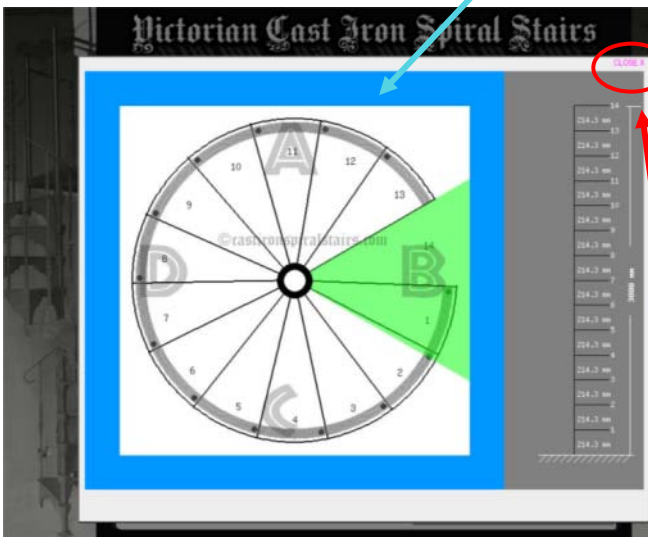 Victorian Cast Iron Spiral Stairs
CLOSE X
A
11
12
10
13
9
©castironspiralstairs.com
14
D
8
B
7
1
6
2
5
C
4
3
14
214.3 mm
13
214.3 mm
12
214.3 mm
11
214.3 mm
10
214.3 mm
9
214.3 mm
8
214.3 mm
7
214.3 mm
6
214.3 mm
5
214.3 mm
4
214.3 mm
3
214.3 mm
2
214.3 mm
1
214.3 mm
3000 mm